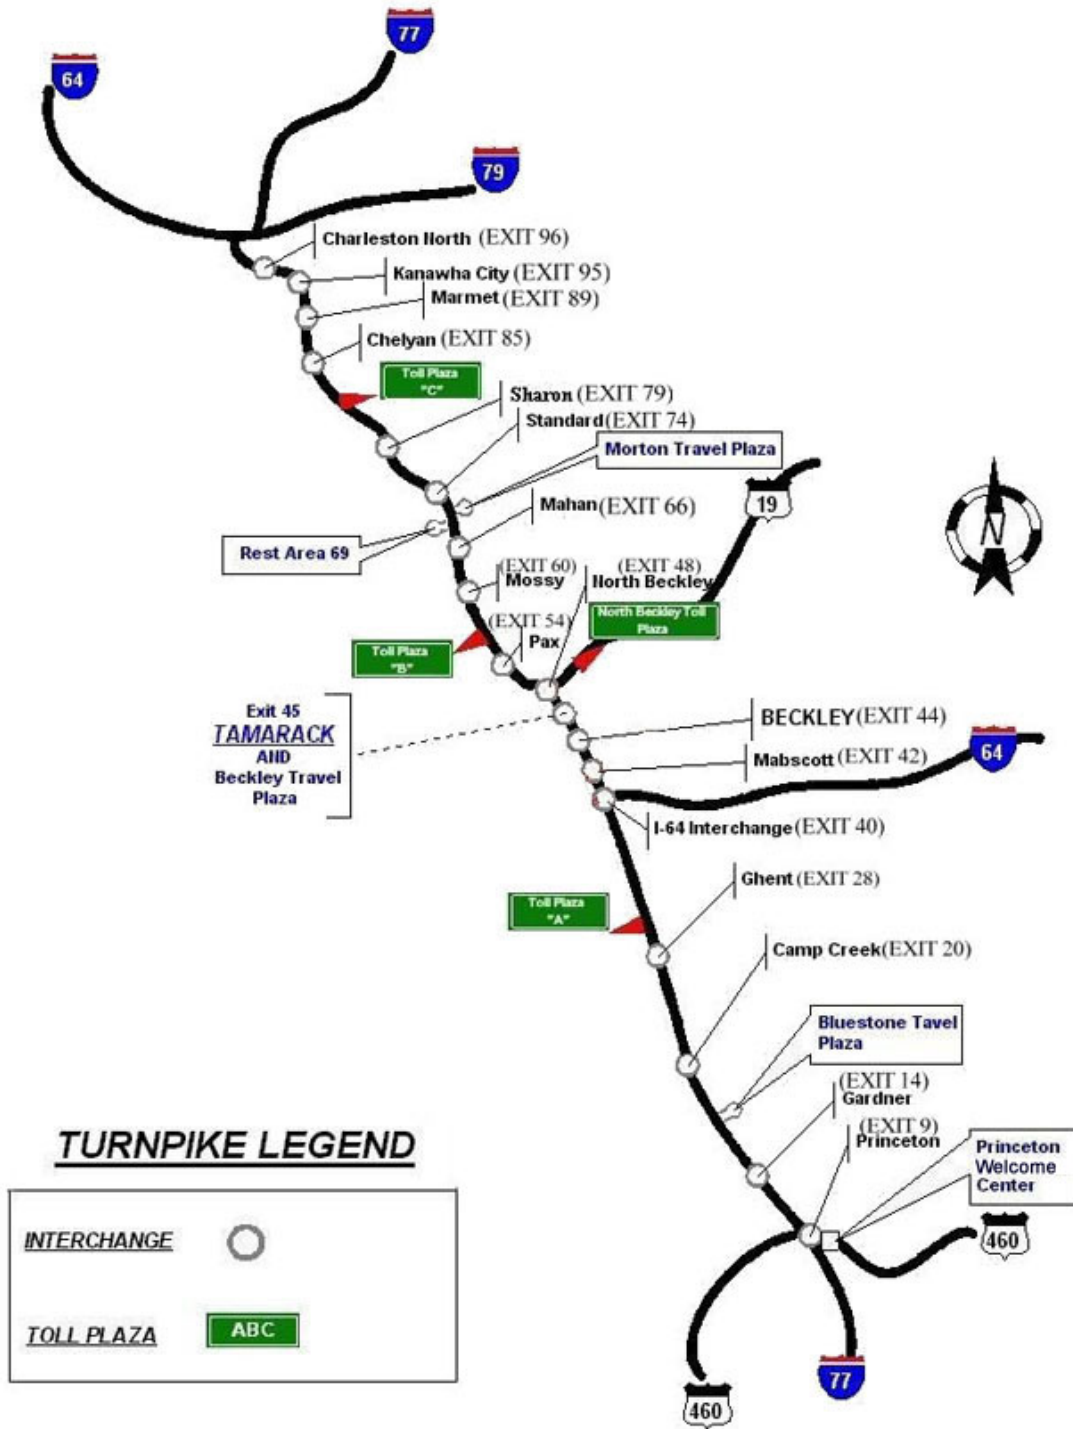 77
64
79
Charleston North (EXIT 96)
Kanawha City (EXIT 95)
Marmet (EXIT 89)
Chelyan (EXIT 85)
Toll Plaza
"C"
Sharon (EXIT 79)
Standard(EXIT 74)
Morton Travel Plaza
19
Mahan(EXIT 66)
N
Rest Area 69
(EXIT 60)
Mossy
(EXIT 48)
North Beckley
(EXIT 54)
Pax
North Beckley Toll
Plaza
Toll Plaza
"B"
Exit 45
TAMARACK
AND
Beckley Travel
Plaza
BECKLEY(EXIT 44)
Mabscott (EXIT 42)
64
I-64 Interchange(EXIT 40)
Ghent (EXIT 28)
Toll Plaza
"A"
Camp Creek(EXIT 20)
Bluestone Tavel
Plaza
(EXIT 14)
Gardner
(EXIT 9)
Princeton
Princeton
Welcome
Center
460
77
460
TURNPIKE LEGEND
INTERCHANGE
TOLL PLAZA
ABC